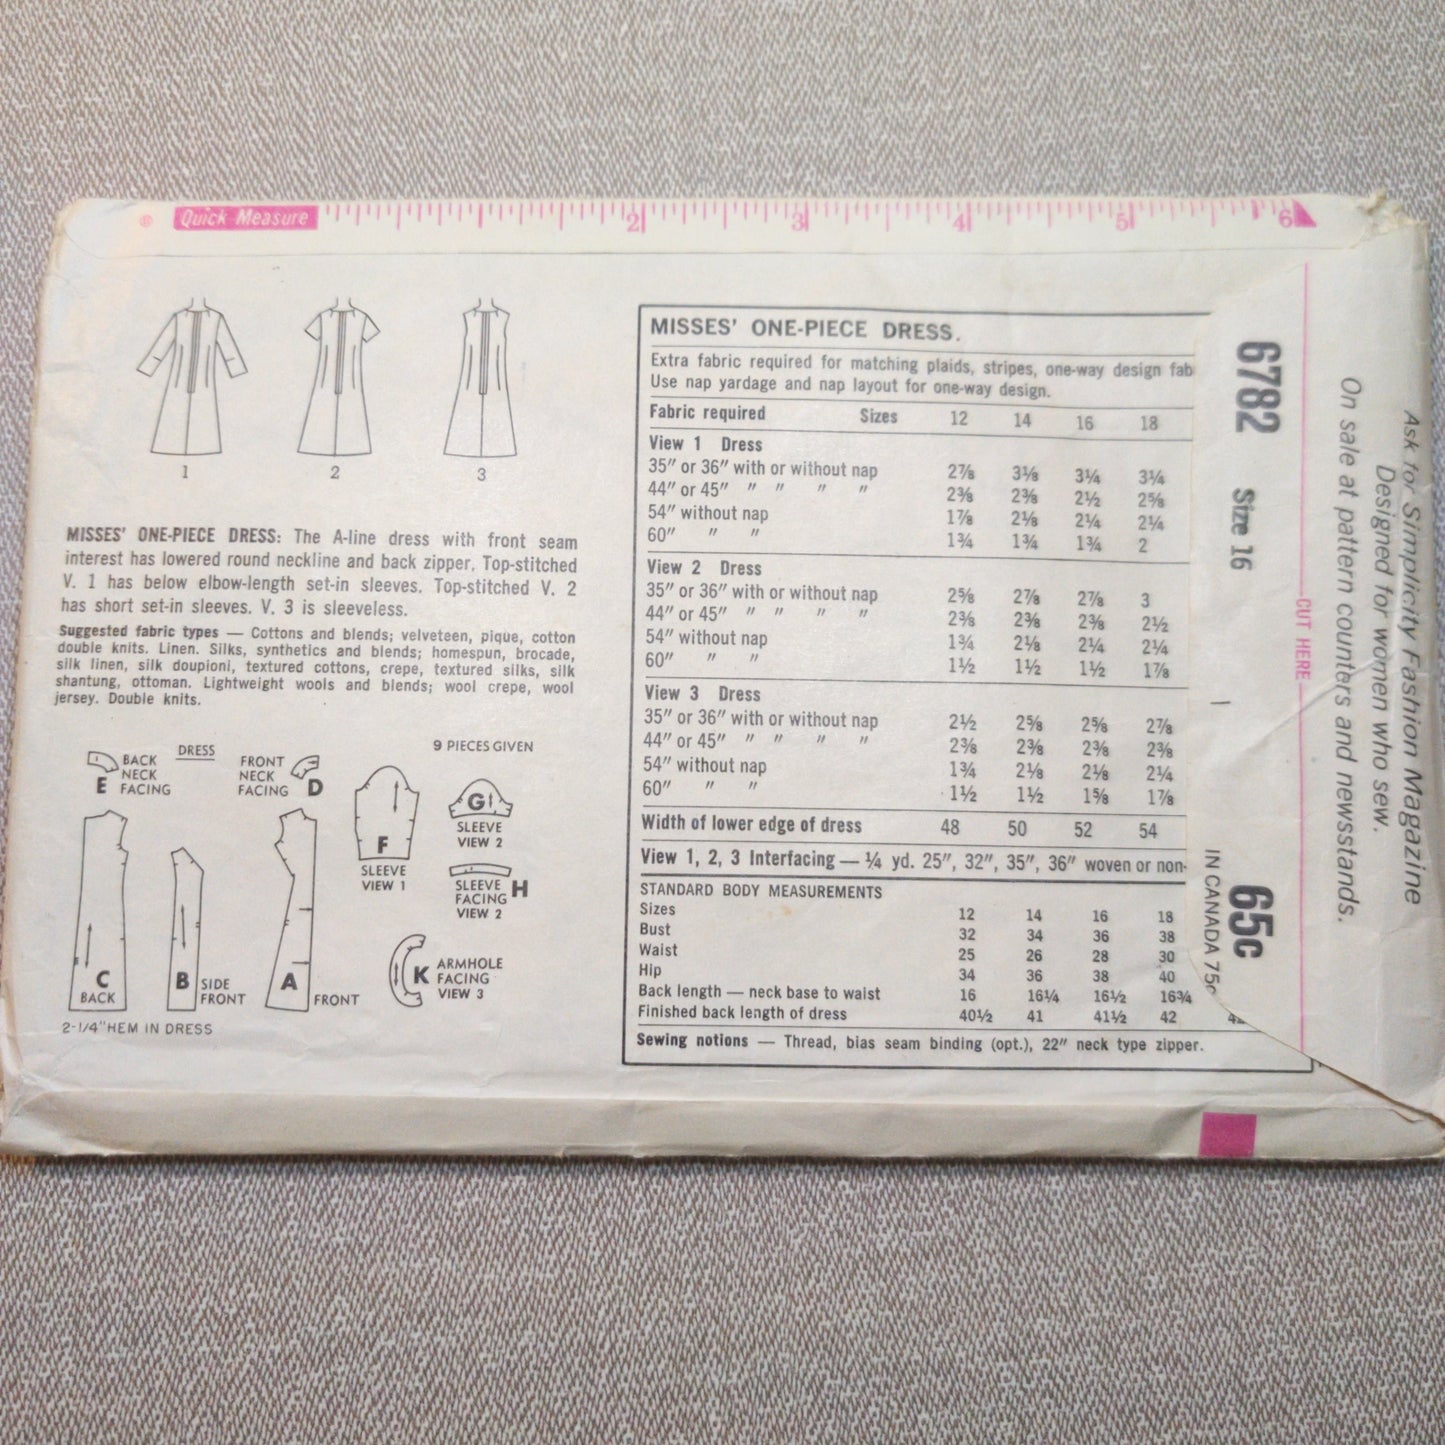 Quick Measure
2 3 4 5 6
1 2 3
MISSES' ONE-PIECE DRESS: The A-line dress with front seam
interest has lowered round neckline and back zipper. Top-stitched
V. 1 has below elbow-length set-in sleeves. Top-stitched V. 2
has short set-in sleeves. V. 3 is sleeveless.
Suggested fabric types — Cottons and blends; velveteen, pique, cotton
double knits. Linen. Silks, synthetics and blends; homespun, brocade,
silk linen, silk doupioni, textured cottons, crepe, textured silks, silk
shantung, ottoman. Lightweight wools and blends; wool crepe, wool
jersey. Double knits.
DRESS
9 PIECES GIVEN
E BACK
NECK
FACING
FRONT
NECK
FACING D
F
SLEEVE
VIEW 1
G
SLEEVE
VIEW 2
SLEEVE H
FACING
VIEW 2
C
BACK
B SIDE
FRONT
A FRONT
K ARMHOLE
FACING
VIEW 3
2-1/4" HEM IN DRESS
MISSES' ONE-PIECE DRESS.
Extra fabric required for matching plaids, stripes, one-way design fab
Use nap yardage and nap layout for one-way design.
Fabric required Sizes 12 14 16 18
View 1 Dress
35" or 36" with or without nap 2⅞ 3⅛ 3¼ 3¼
44" or 45" " " " " 2⅜ 2⅜ 2½ 2⅝
54" without nap 1⅞ 2⅛ 2¼ 2¼
60" " " 1¾ 1¾ 1¾ 2
View 2 Dress
35" or 36" with or without nap 2⅝ 2⅞ 2⅞ 3
44" or 45" " " " " 2⅜ 2⅜ 2⅜ 2½
54" without nap 1¾ 2⅛ 2¼ 2¼
60" " " 1½ 1½ 1½ 1⅞
View 3 Dress
35" or 36" with or without nap 2½ 2⅝ 2⅝ 2⅞
44" or 45" " " " " 2⅜ 2⅜ 2⅜ 2⅜
54" without nap 1¾ 2⅛ 2⅛ 2¼
60" " " 1½ 1½ 1⅝ 1⅞
Width of lower edge of dress 48 50 52 54
View 1, 2, 3 Interfacing — ¼ yd. 25", 32", 35", 36" woven or non-
STANDARD BODY MEASUREMENTS
Sizes 12 14 16 18
Bust 32 34 36 38
Waist 25 26 28 30
Hip 34 36 38 40
Back length — neck base to waist 16 16¼ 16½ 16¾
Finished back length of dress 40½ 41 41½ 42
Sewing notions — Thread, bias seam binding (opt.), 22" neck type zipper.
6782 Size 16 65c
IN CANADA 75c
CUT HERE
Ask for Simplicity Fashion Magazine
Designed for women who sew.
On sale at pattern counters and newsstands.